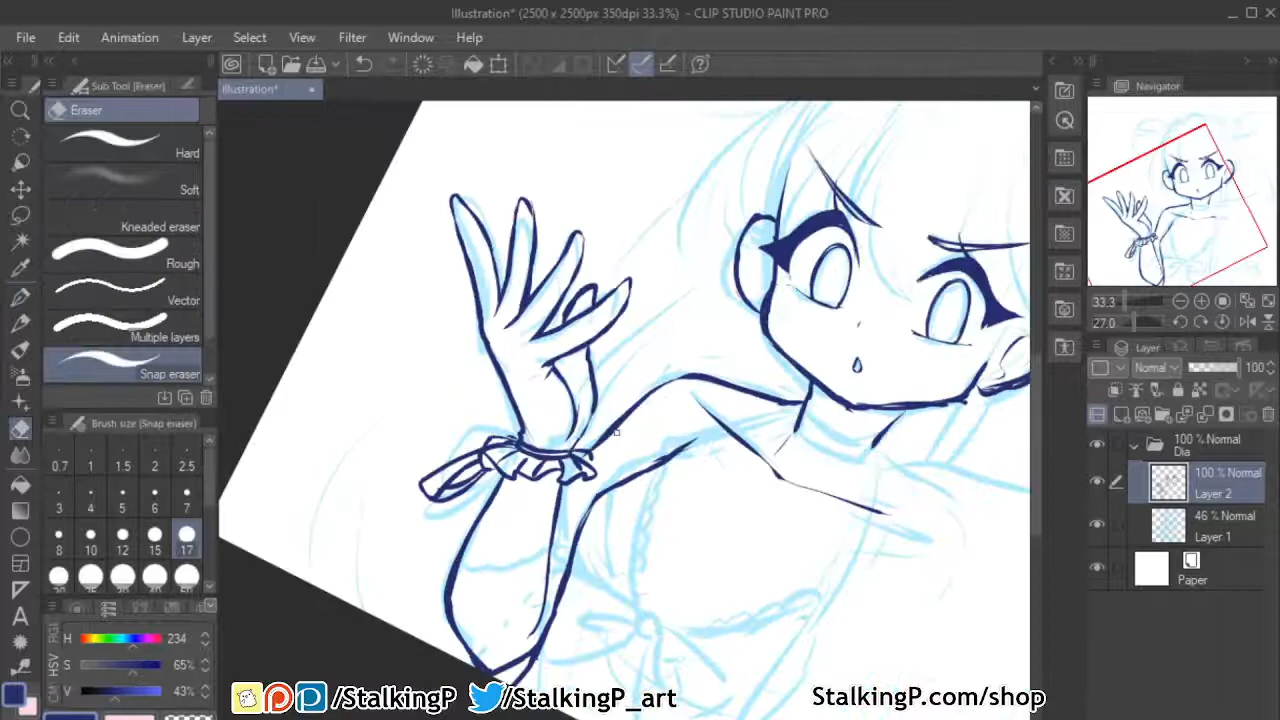 Illustration* (2500 x 2500px 350dpi 33.3%) - CLIP STUDIO PAINT PRO
File Edit Animation Layer Select View Filter Window Help
Sub Tool [Eraser]
Illustration*
Navigator
Eraser
Hard
Soft
Kneaded eraser
Rough
Vector
Multiple layers
Snap eraser
Brush size (Snap eraser)
0.7 1 1.5 2 2.5
3 4 5 6 7
8 10 12 15 17
HSV
H 234
S 65%
V 43%
33.3
27.0
Layer
Normal 100
100 % Normal
Dia
100 % Normal
Layer 2
46 % Normal
Layer 1
Paper
/StalkingP /StalkingP_art StalkingP.com/shop